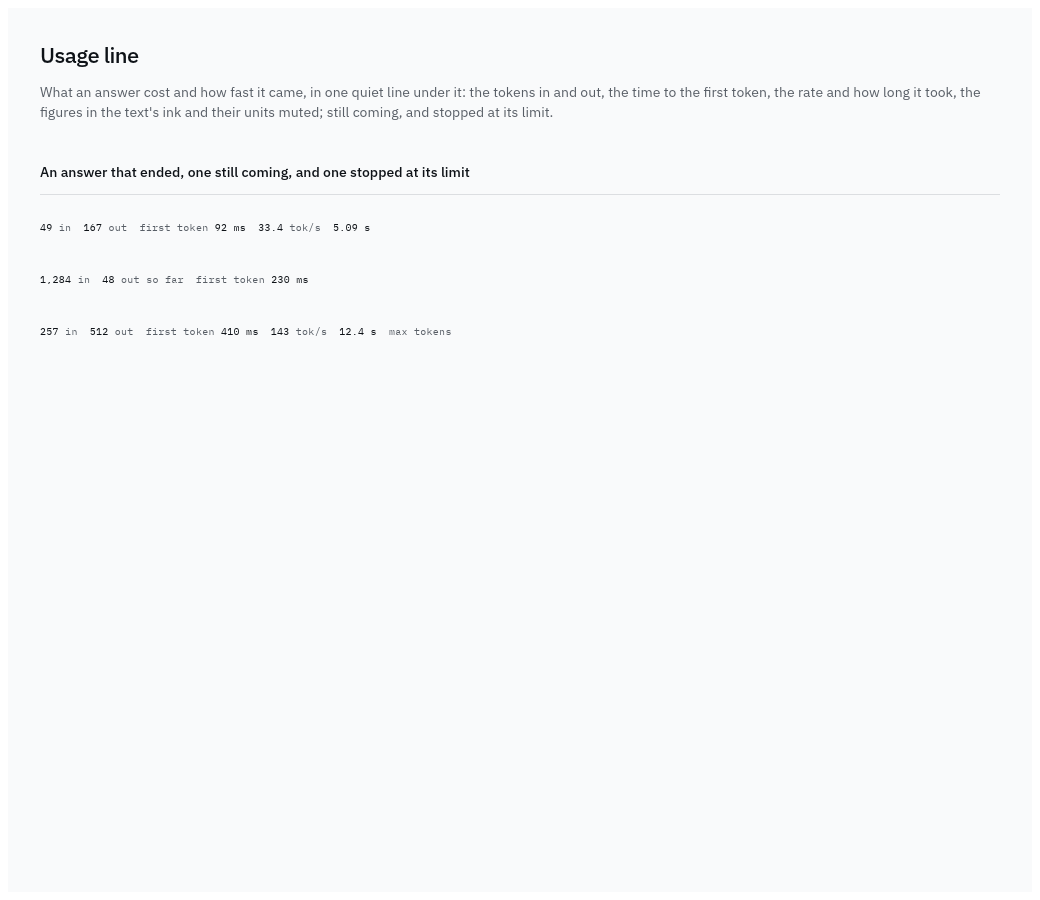 Usage line
What an answer cost and how fast it came, in one quiet line under it: the tokens in and out, the time to the first token, the rate and how long it took, the
figures in the text's ink and their units muted; still coming, and stopped at its limit.
An answer that ended, one still coming, and one stopped at its limit
49 in 167 out first token 92 ms 33.4 tok/s 5.09 s
1,284 in 48 out so far first token 230 ms
257 in 512 out first token 410 ms 143 tok/s 12.4 s max tokens